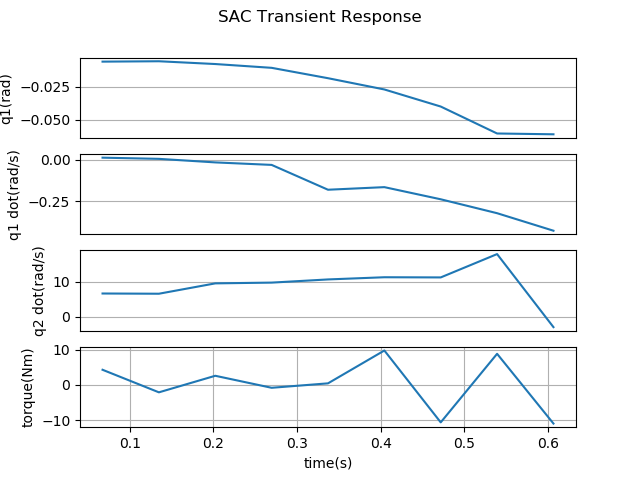 SAC Transient Response
q1(rad)
−0.025
−0.050
q1 dot(rad/s)
0.00
−0.25
q2 dot(rad/s)
10
0
torque(Nm)
10
0
−10
0.1 0.2 0.3 0.4 0.5 0.6
time(s)